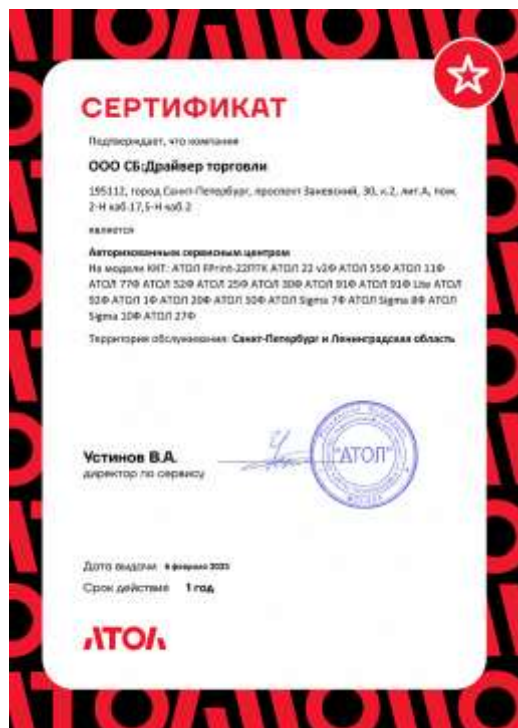 СЕРТИФИКАТ
Подтверждает, что компания
ООО СБ:Драйвер торговли
195112, город Санкт-Петербург, проспект Заневский, 30, к.2, лит.А, пом.
2-Н каб.17,5-Н каб.2
является
Авторизованным сервисным центром
На модели ККТ: АТОЛ FPrint-22ПТК АТОЛ 22 v2Ф АТОЛ 55Ф АТОЛ 11Ф
АТОЛ 77Ф АТОЛ 52Ф АТОЛ 25Ф АТОЛ 30Ф АТОЛ 91Ф АТОЛ 91Ф Lite АТОЛ
92Ф АТОЛ 1Ф АТОЛ 20Ф АТОЛ 50Ф АТОЛ Sigma 7Ф АТОЛ Sigma 8Ф АТОЛ
Sigma 10Ф АТОЛ 27Ф
Территория обслуживания: Санкт-Петербург и Ленинградская область
Устинов В.А.
директор по сервису
"АТОЛ"
МОСКВА
Дата выдачи 6 февраля
Срок действия 1 год
АТОЛ